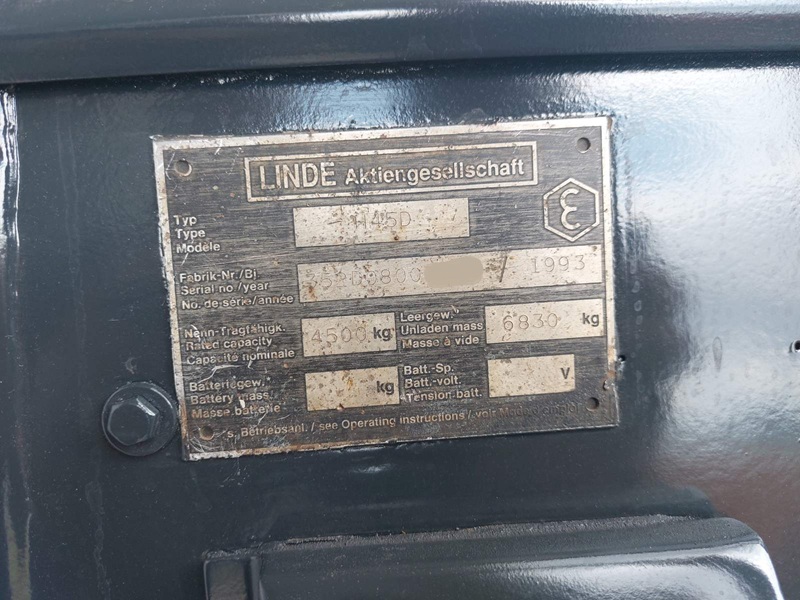 LINDE Aktiengesellschaft
Typ
Type
Modèle
H45D
ε
Fabrik-Nr./Bj
Serial no/year
No. de série/année
/ 1993
Nenn-Tragfähigk.
Rated capacity
Capacité nominale
4500 kg
Leergew.
Unladen mass
Masse à vide
6830 kg
Batteriegew.
Battery mass
Masse batterie
kg
Batt.-Sp.
Batt.-volt.
Tension batt.
V
s. Betriebsanl. / see Operating instructions / voir